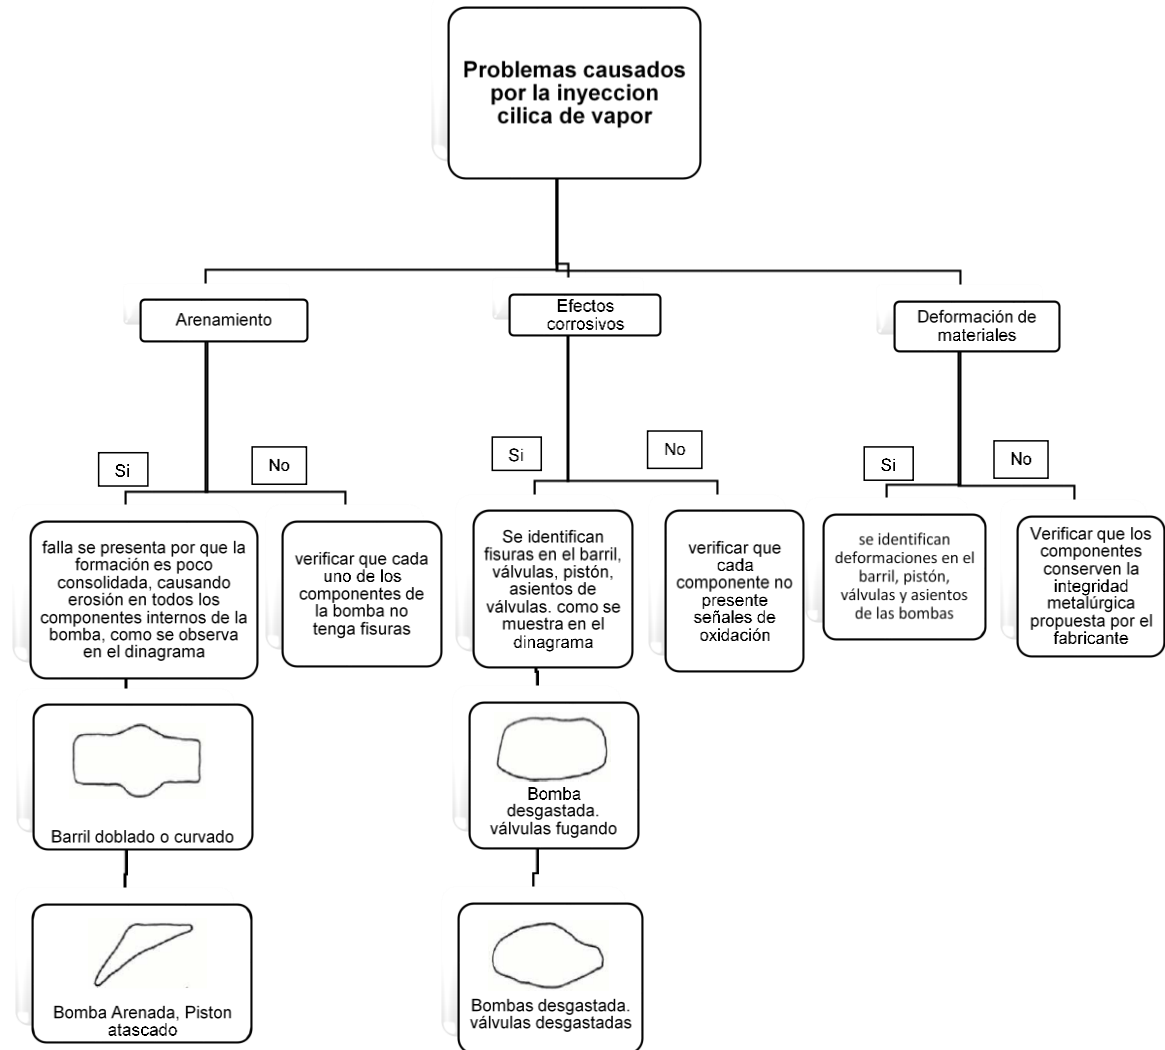 Problemas causados
por la inyeccion
cilica de vapor
Arenamiento
Efectos
corrosivos
Deformación de
materiales
Si
No
Si
No
Si
No
falla se presenta por que la
formación es poco
consolidada, causando
erosión en todos los
componentes internos de la
bomba, como se observa
en el dinagrama
verificar que cada
uno de los
componentes de
la bomba no
tenga fisuras
Se identifican
fisuras en el barril,
válvulas, pistón,
asientos de
válvulas. como se
muestra en el
dinagrama
verificar que
cada
componente no
presente
señales de
oxidación
se identifican
deformaciones en el
barril, pistón,
válvulas y asientos
de las bombas
Verificar que los
componentes
conserven la
integridad
metalúrgica
propuesta por el
fabricante
Barril doblado o curvado
Bomba
desgastada.
válvulas fugando
Bomba Arenada, Piston
atascado
Bombas desgastada.
válvulas desgastadas